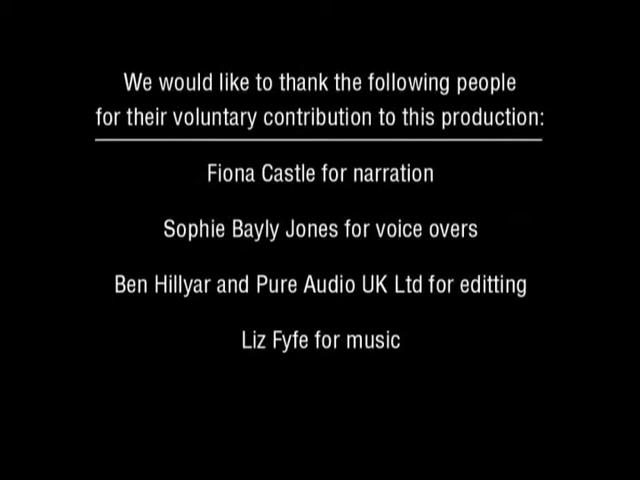 We would like to thank the following people
for their voluntary contribution to this production:
Fiona Castle for narration
Sophie Bayly Jones for voice overs
Ben Hillyar and Pure Audio UK Ltd for editting
Liz Fyfe for music